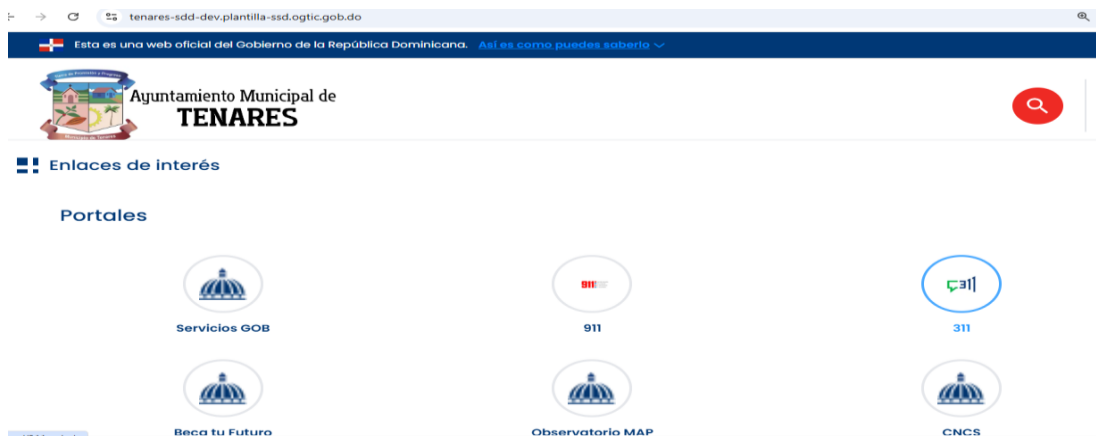 tenares-sdd-dev.plantilla-ssd.ogtic.gob.do
Esta es una web oficial del Gobierno de la República Dominicana. Así es como puedes saberlo
Ayuntamiento Municipal de
TENARES
Enlaces de interés
Portales
911
311
Servicios GOB
911
311
Beca tu Futuro
Observatorio MAP
CNCS